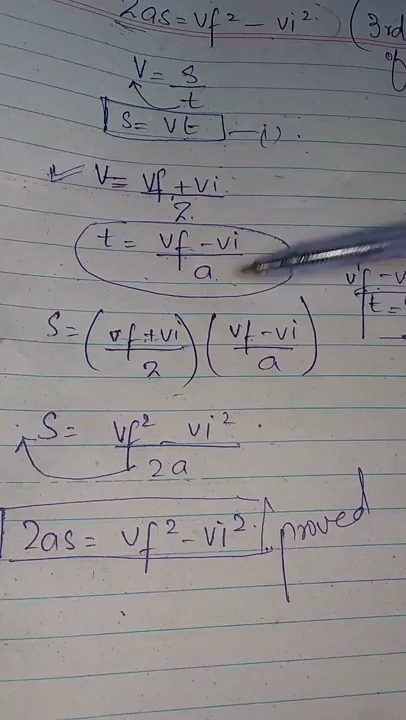 2as = vf² - vi² (3rd
of
V = s/t
S = Vt — (i).
V = vf + vi/2
t = vf - vi/a
vf - v
t =
S = (vf + vi/2) (vf - vi/a)
S = vf² - vi²/2a
2as = vf² - vi² proved